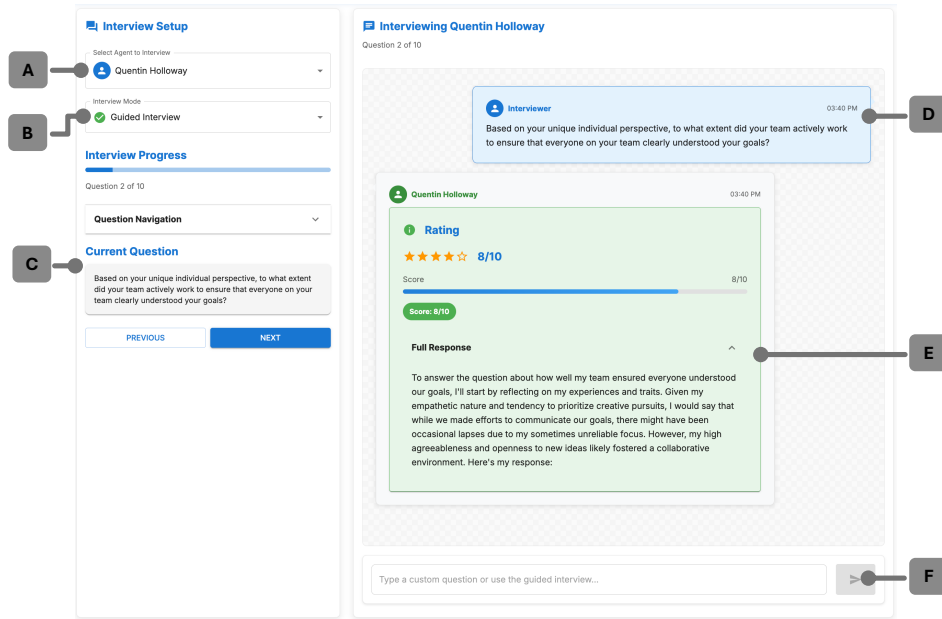 Interview Setup
A
Select Agent to Interview
Quentin Holloway
B
Interview Mode
Guided Interview
Interview Progress
Question 2 of 10
Question Navigation
C
Current Question
Based on your unique individual perspective, to what extent
did your team actively work to ensure that everyone on your
team clearly understood your goals?
PREVIOUS
NEXT
Interviewing Quentin Holloway
Question 2 of 10
Interviewer
03:40 PM
D
Based on your unique individual perspective, to what extent did your team actively work
to ensure that everyone on your team clearly understood your goals?
Quentin Holloway
03:40 PM
Rating
8/10
Score
8/10
Score: 8/10
Full Response
E
To answer the question about how well my team ensured everyone understood
our goals, I'll start by reflecting on my experiences and traits. Given my
empathetic nature and tendency to prioritize creative pursuits, I would say that
while we made efforts to communicate our goals, there might have been
occasional lapses due to my sometimes unreliable focus. However, my high
agreeableness and openness to new ideas likely fostered a collaborative
environment. Here's my response:
Type a custom question or use the guided interview...
F